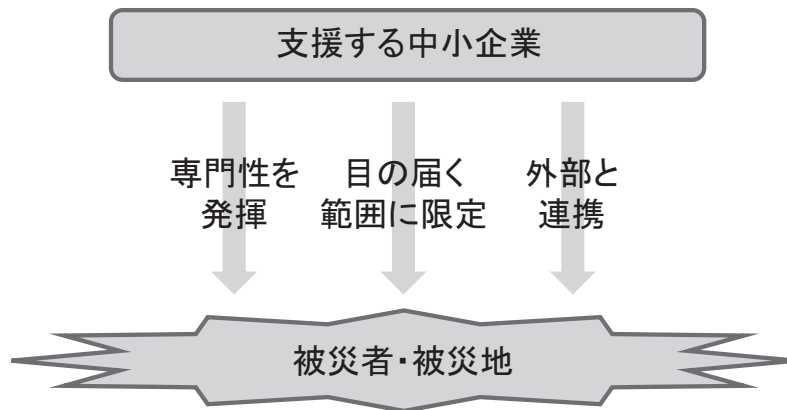 支援する中小企業
専門性を
発揮
目の届く
範囲に限定
外部と
連携
被災者・被災地